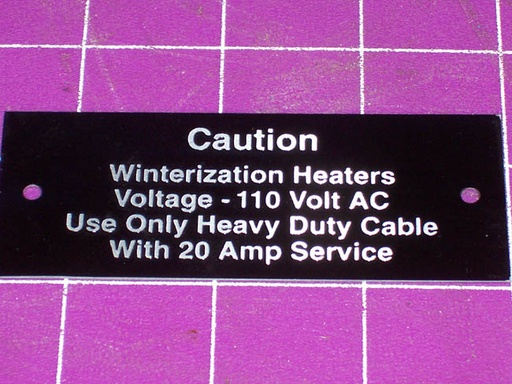 Caution
Winterization Heaters
Voltage - 110 Volt AC
Use Only Heavy Duty Cable
With 20 Amp Service